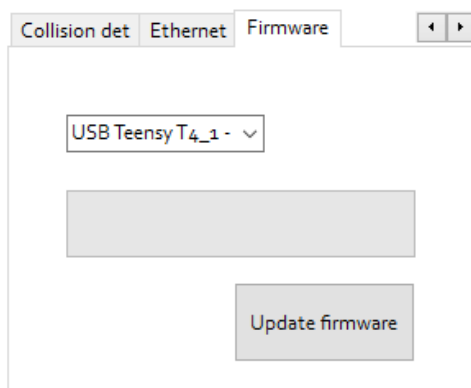 Collision det Ethernet Firmware
USB Teensy T4_1 -
Update firmware